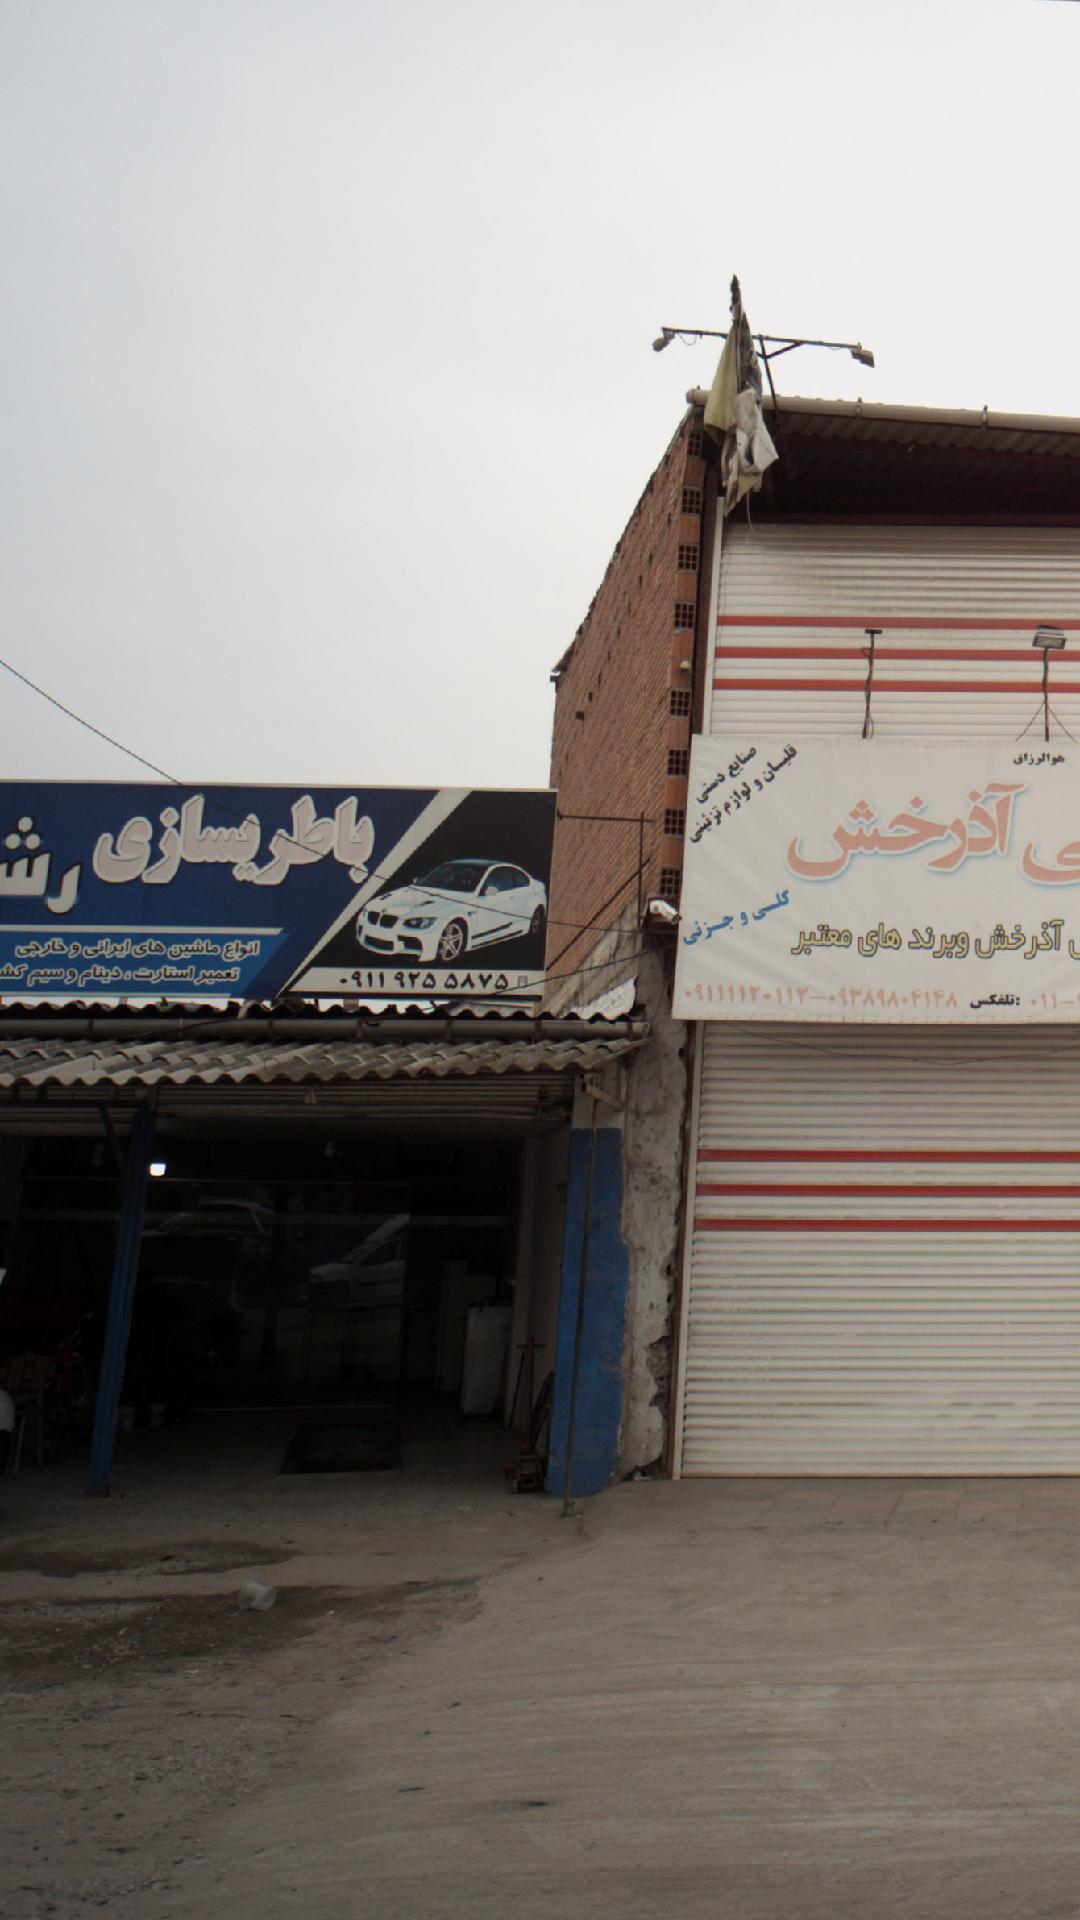 باطریسازی
انواع ماشین های ایرانی و خارجی
تعمیر استارت ، دینام و سیم
۰۹۱۱ ۹۲۵ ۵۸۷۵
هوالرزاق
صنایع دستی
قلیان و لوازم تزئینی
آذرخش
کلی و جزئی
آذرخش وبرند های معتبر
تلفکس: ۰۱۱-
۰۹۱۱۱۱۲۰۱۱۲-۰۹۳۸۹۸۰۴۱۴۸